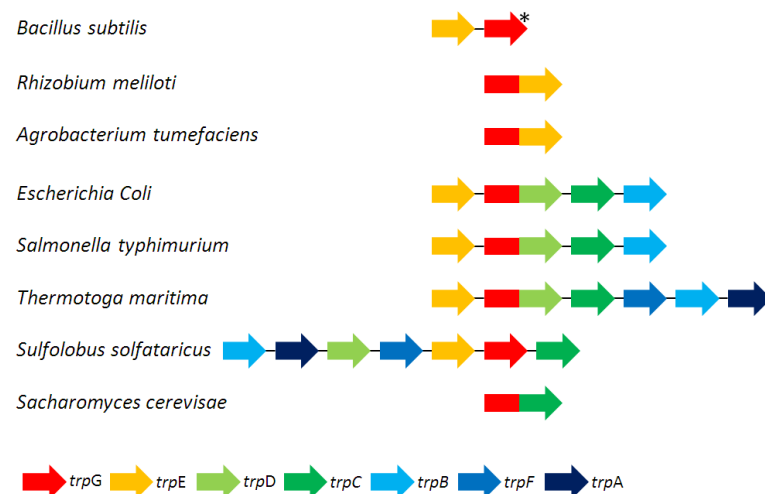 Bacillus subtilis *
Rhizobium meliloti
Agrobacterium tumefaciens
Escherichia Coli
Salmonella typhimurium
Thermotoga maritima
Sulfolobus solfataricus
Sacharomyces cerevisae
trpG trpE trpD trpC trpB trpF trpA